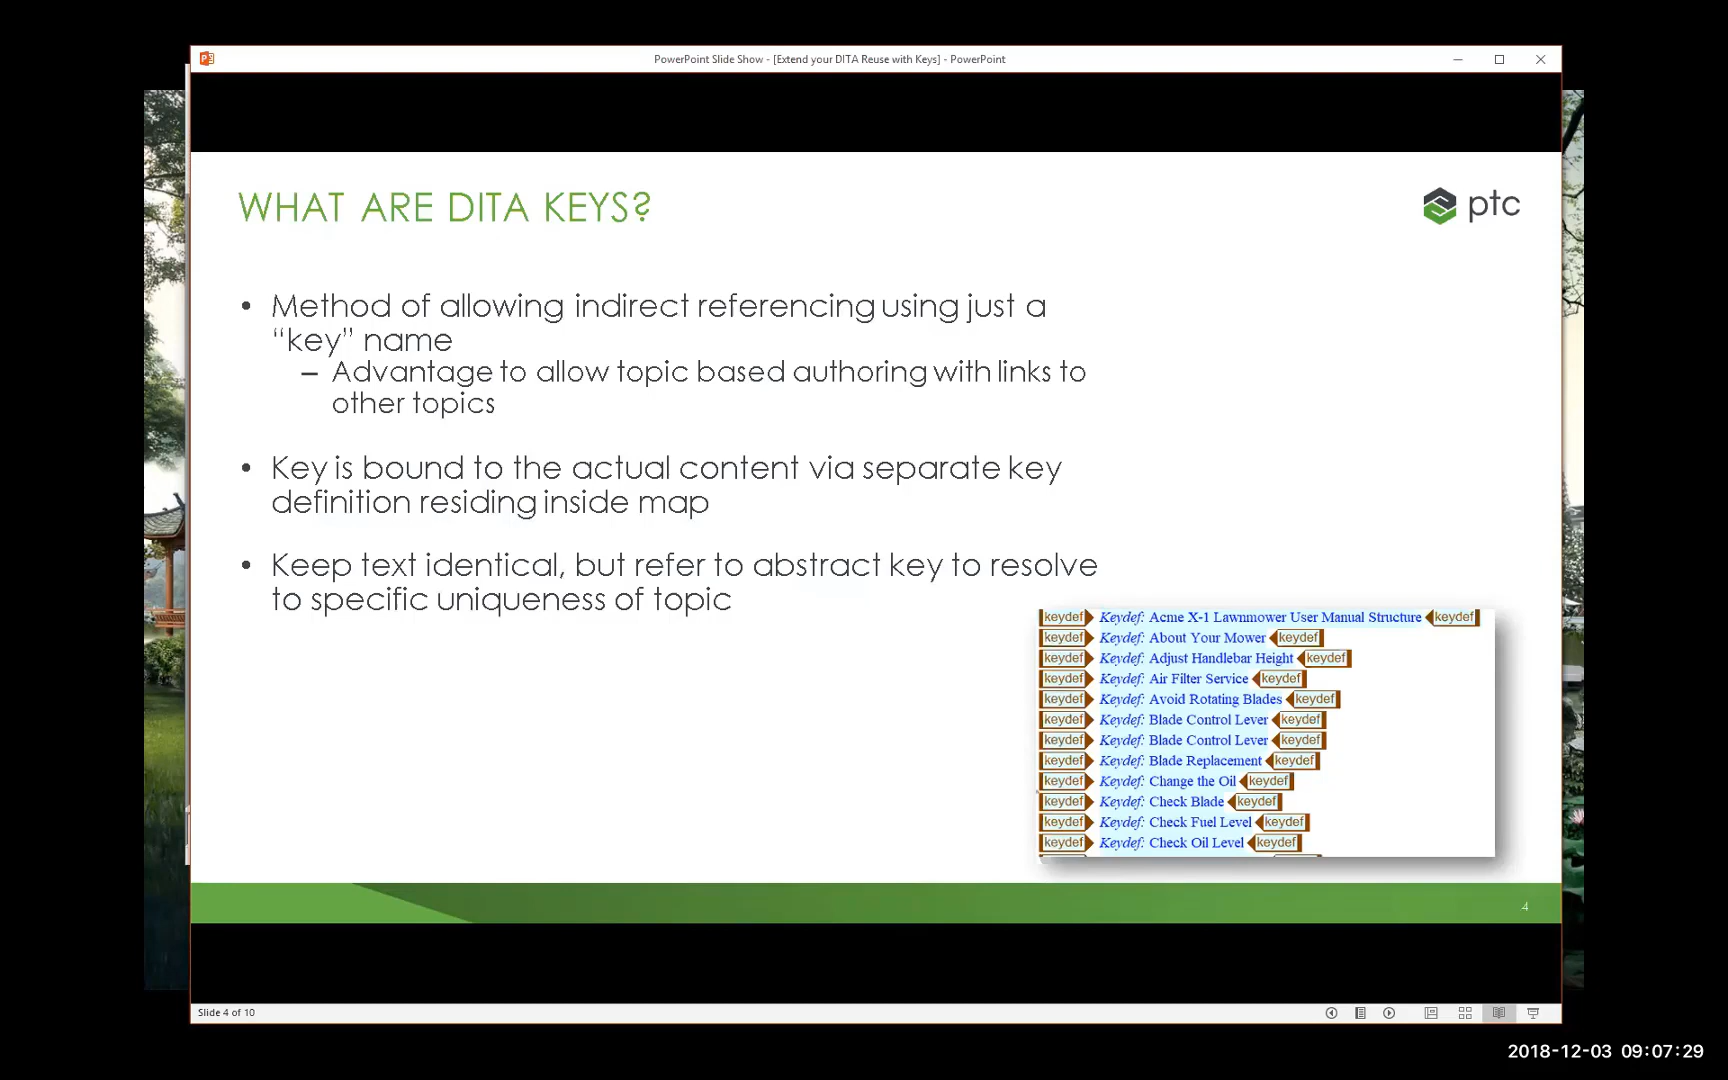 PowerPoint Slide Show - [Extend your DITA Reuse with Keys] - PowerPoint
WHAT ARE DITA KEYS?
ptc
• Method of allowing indirect referencing using just a
“key” name
– Advantage to allow topic based authoring with links to
other topics
• Key is bound to the actual content via separate key
definition residing inside map
• Keep text identical, but refer to abstract key to resolve
to specific uniqueness of topic
keydef Keydef: Acme X-1 Lawnmower User Manual Structure keydef
keydef Keydef: About Your Mower keydef
keydef Keydef: Adjust Handlebar Height keydef
keydef Keydef: Air Filter Service keydef
keydef Keydef: Avoid Rotating Blades keydef
keydef Keydef: Blade Control Lever keydef
keydef Keydef: Blade Control Lever keydef
keydef Keydef: Blade Replacement keydef
keydef Keydef: Change the Oil keydef
keydef Keydef: Check Blade keydef
keydef Keydef: Check Fuel Level keydef
keydef Keydef: Check Oil Level keydef
4
Slide 4 of 10
2018-12-03 09:07:29